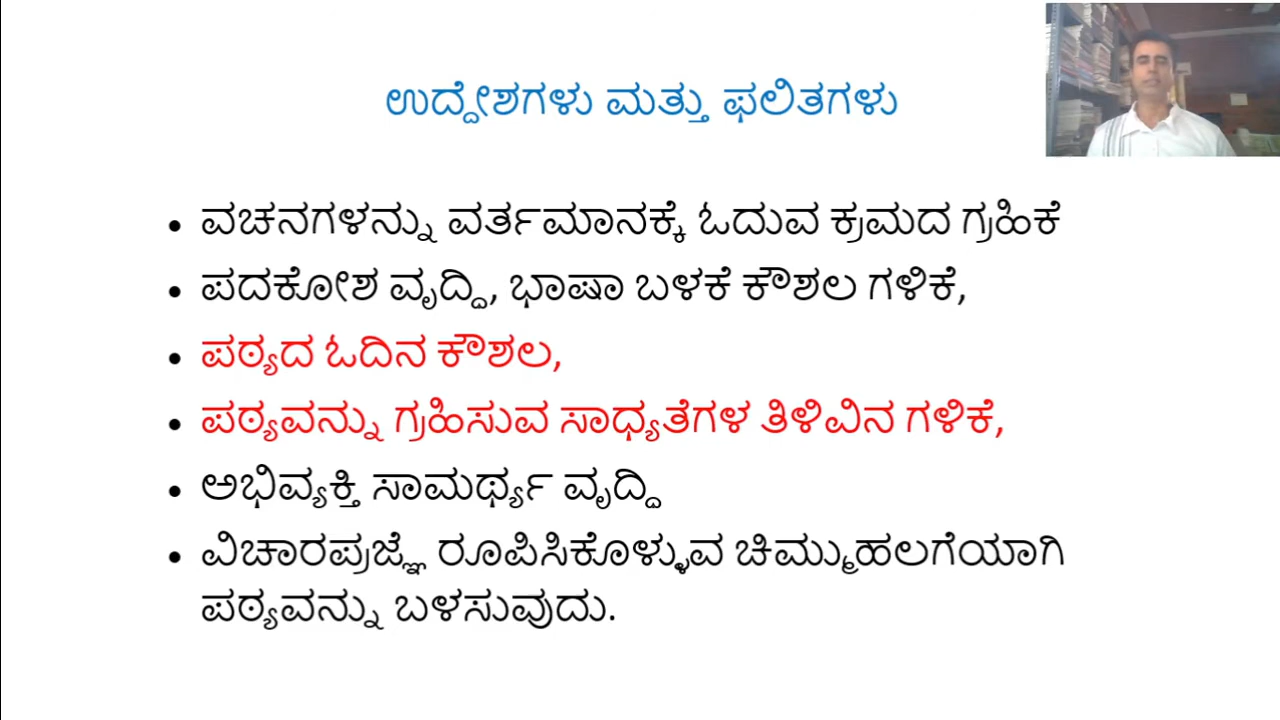 ಉದ್ದೇಶಗಳು ಮತ್ತು ಫಲಿತಗಳು
• ವಚನಗಳನ್ನು ವರ್ತಮಾನಕ್ಕೆ ಓದುವ ಕ್ರಮದ ಗ್ರಹಿಕೆ
• ಪದಕೋಶ ವೃದ್ದಿ, ಭಾಷಾ ಬಳಕೆ ಕೌಶಲ ಗಳಿಕೆ,
• ಪಠ್ಯದ ಓದಿನ ಕೌಶಲ,
• ಪಠ್ಯವನ್ನು ಗ್ರಹಿಸುವ ಸಾಧ್ಯತೆಗಳ ತಿಳಿವಿನ ಗಳಿಕೆ,
• ಅಭಿವ್ಯಕ್ತಿ ಸಾಮರ್ಥ್ಯ ವೃದ್ದಿ
• ವಿಚಾರಪ್ರಜ್ಞೆ ರೂಪಿಸಿಕೊಳ್ಳುವ ಚಿಮ್ಮುಹಲಗೆಯಾಗಿ
ಪಠ್ಯವನ್ನು ಬಳಸುವುದು.